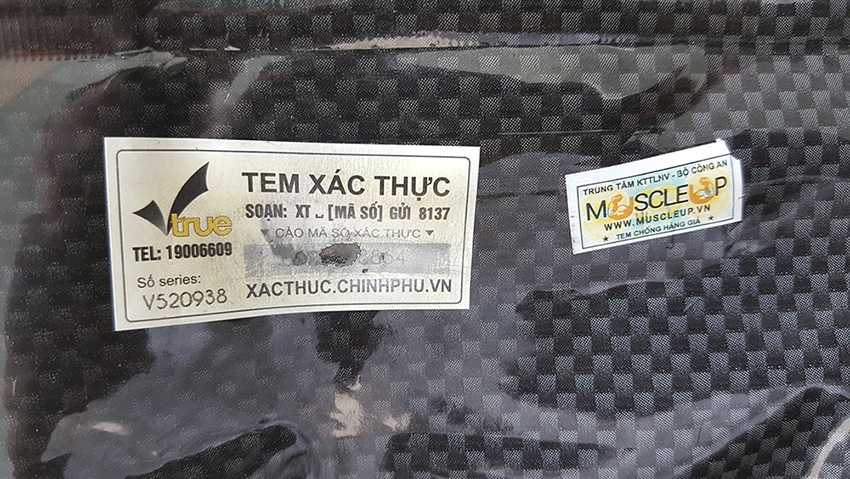 true
TEL: 19006609
Số series:
V520938
TEM XÁC THỰC
SOẠN: XT _ [MÃ SỐ] GỬI 8137
CÀO MÃ SỐ XÁC THỰC ▼
XACTHUC.CHINHPHU.VN
TRUNG TÂM KTTLNV - BỘ CÔNG AN
MUSCLEUP
WWW.MUSCLEUP.VN
★ TEM CHỐNG HÀNG GIẢ ★